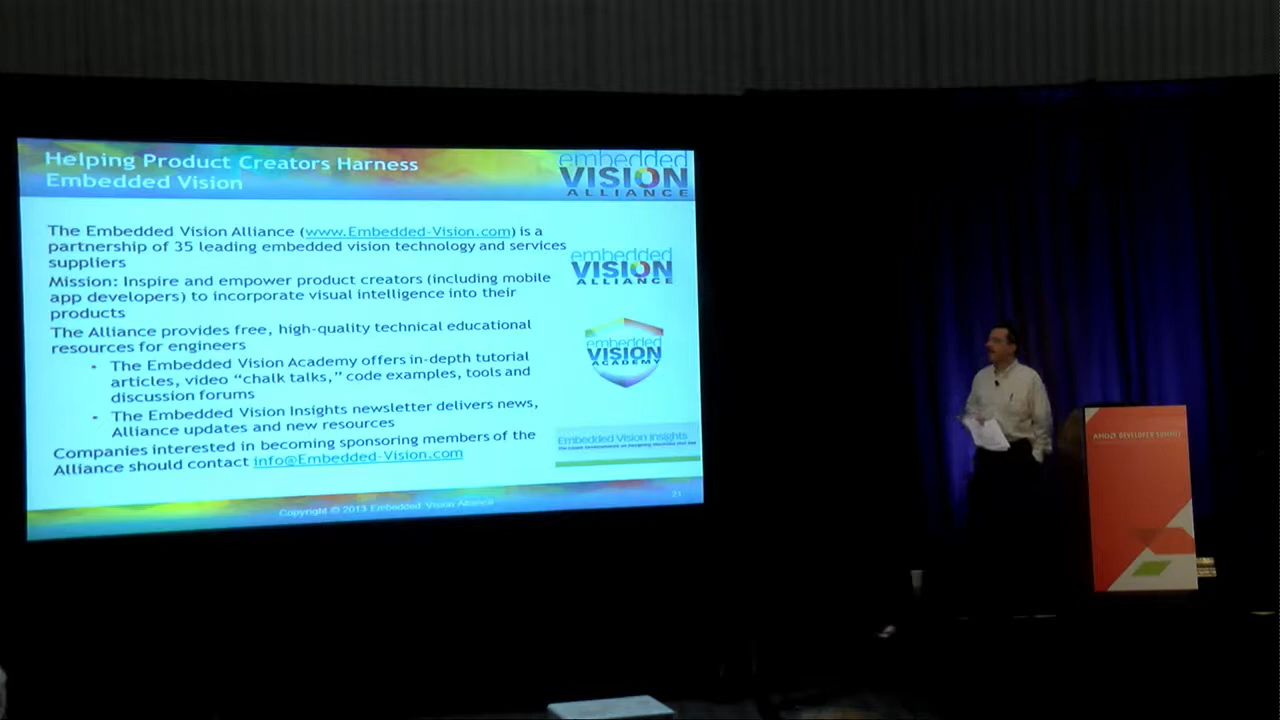 Helping Product Creators Harness
Embedded Vision
embedded
VISION
ALLIANCE
The Embedded Vision Alliance (www.Embedded-Vision.com) is a
partnership of 35 leading embedded vision technology and services
suppliers
Mission: Inspire and empower product creators (including mobile
app developers) to incorporate visual intelligence into their
products
The Alliance provides free, high-quality technical educational
resources for engineers
• The Embedded Vision Academy offers in-depth tutorial
articles, video “chalk talks,” code examples, tools and
discussion forums
• The Embedded Vision Insights newsletter delivers news,
Alliance updates and new resources
Companies interested in becoming sponsoring members of the
Alliance should contact info@Embedded-Vision.com
embedded
VISION
ALLIANCE
embedded
VISION
ACADEMY
Embedded Vision Insights
Copyright © 2013 Embedded Vision Alliance
21
DEVELOPER SUMMIT